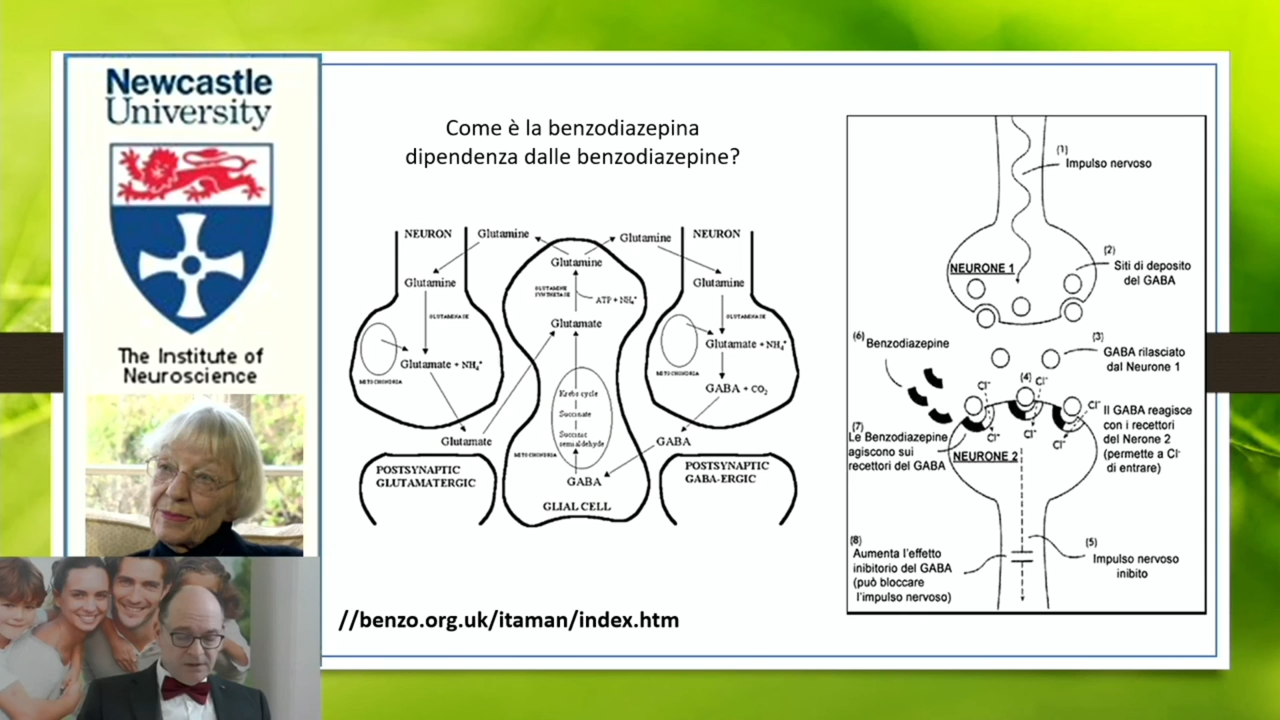 Newcastle
University
The Institute of
Neuroscience
Come è la benzodiazepina
dipendenza dalle benzodiazepine?
NEURON
Glutamine
Glutamine
NEURON
Glutamine
Glutamine
Glutamine
GLUTAMINE
SYNTHETASE
ATP + NH₄⁺
GLUTAMINASE
GLUTAMINASE
Glutamate
Glutamate + NH₄⁺
Glutamate + NH₄⁺
MITOCHONDRIA
MITOCHONDRIA
GABA + CO₂
Krebs cycle
Succinate
Succinic
semialdehyde
Glutamate
GABA
MITOCHONDRIA
GABA
POSTSYNAPTIC
GLUTAMATERGIC
POSTSYNAPTIC
GABA-ERGIC
GLIAL CELL
//benzo.org.uk/itaman/index.htm
(1)
Impulso nervoso
(2)
Siti di deposito
del GABA
NEURONE 1
(3)
GABA rilasciato
dal Neurone 1
(6)
Benzodiazepine
(4)
Cl⁻
Cl⁻
Cl⁻
Cl⁻
Cl⁻
Cl⁻
Il GABA reagisce
con i recettori
del Nerone 2
(permette a Cl⁻
di entrare)
(7)
Le Benzodiazepine
agiscono sui
recettori del GABA
NEURONE 2
(8)
Aumenta l'effetto
inibitorio del GABA
(può bloccare
l'impulso nervoso)
(5)
Impulso nervoso
inibito